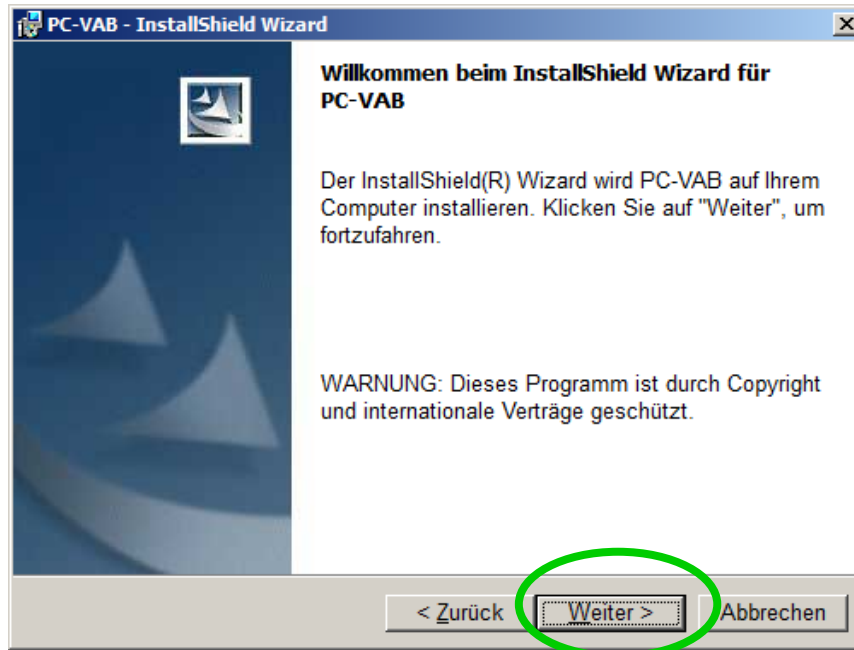 PC-VAB - InstallShield Wizard
Willkommen beim InstallShield Wizard für
PC-VAB
Der InstallShield(R) Wizard wird PC-VAB auf Ihrem
Computer installieren. Klicken Sie auf "Weiter", um
fortzufahren.
WARNUNG: Dieses Programm ist durch Copyright
und internationale Verträge geschützt.
< Zurück Weiter > Abbrechen